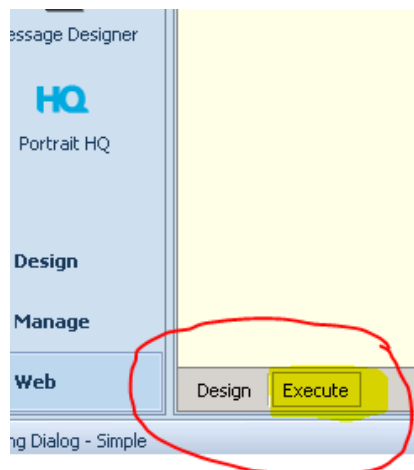 essage Designer
HQ
Portrait HQ
Design
Manage
Web
Design Execute
ng Dialog - Simple